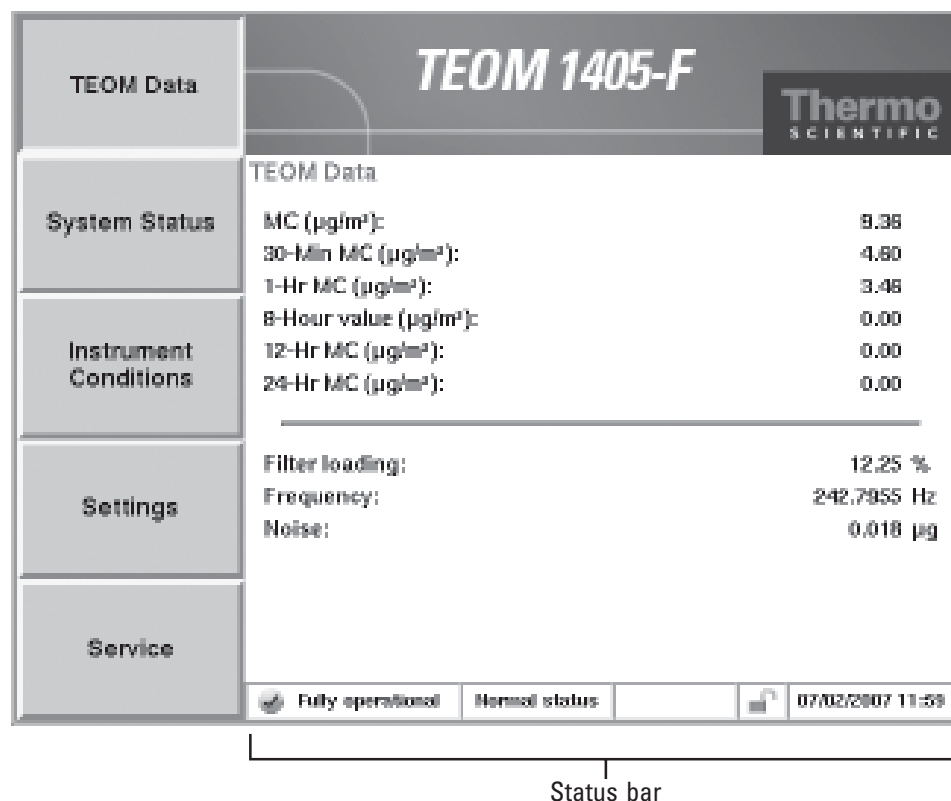 TEOM Data
TEOM 1405-F
Thermo
SCIENTIFIC
TEOM Data
System Status
MC (µg/m³): 9.36
30-Min MC (µg/m³): 4.60
1-Hr MC (µg/m³): 3.46
8-Hour value (µg/m³): 0.00
Instrument
Conditions
12-Hr MC (µg/m³): 0.00
24-Hr MC (µg/m³): 0.00
Settings
Filter loading: 12.25 %
Frequency: 242.7955 Hz
Noise: 0.018 µg
Service
Fully operational
Normal status
07/02/2007 11:59
Status bar